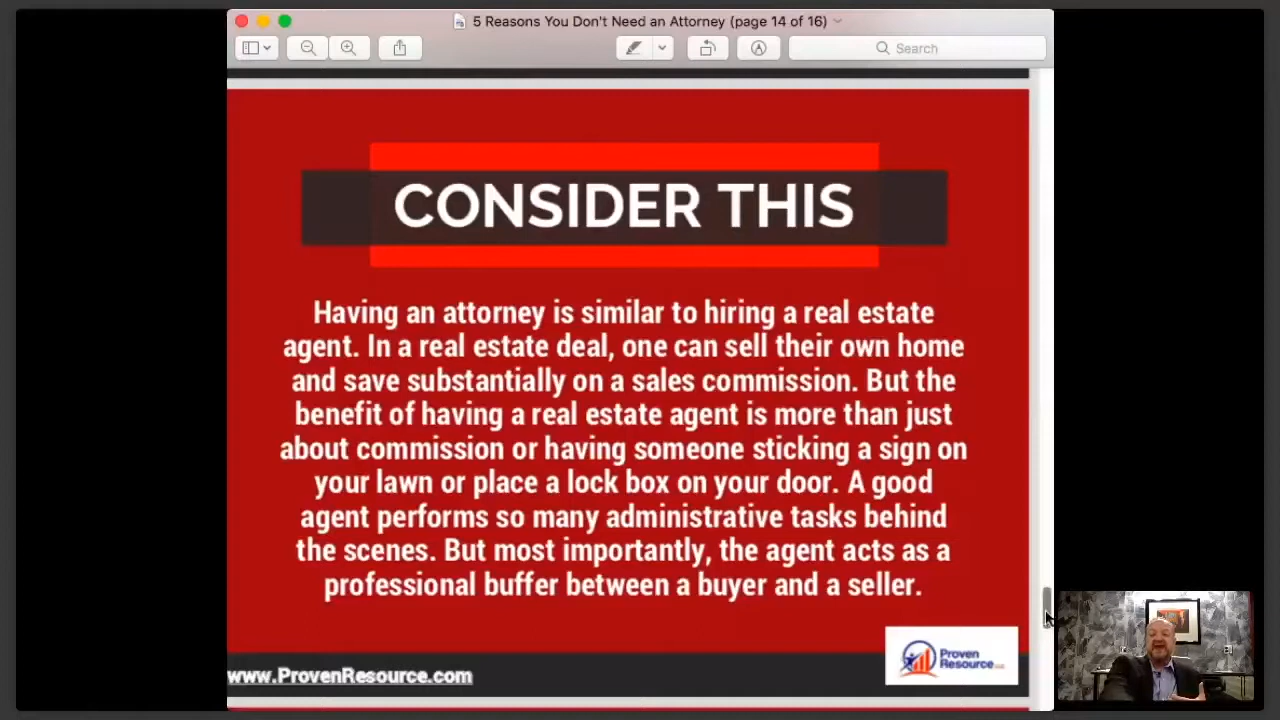 5 Reasons You Don't Need an Attorney (page 14 of 16)
Search
CONSIDER THIS
Having an attorney is similar to hiring a real estate
agent. In a real estate deal, one can sell their own home
and save substantially on a sales commission. But the
benefit of having a real estate agent is more than just
about commission or having someone sticking a sign on
your lawn or place a lock box on your door. A good
agent performs so many administrative tasks behind
the scenes. But most importantly, the agent acts as a
professional buffer between a buyer and a seller.
www.ProvenResource.com
Proven
Resource